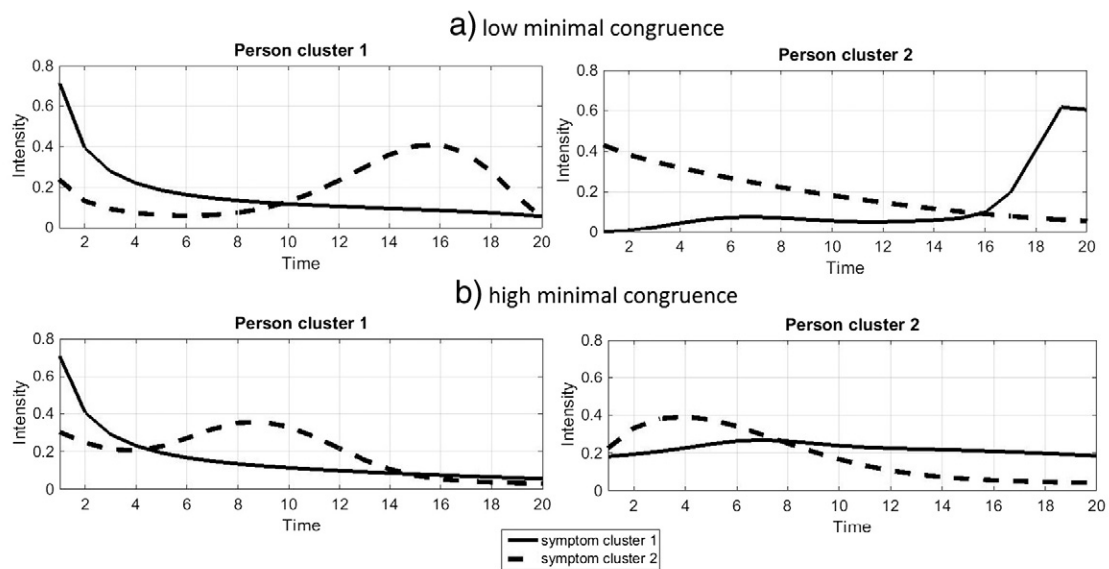 a) low minimal congruence
Person cluster 1
0.8
0.6
0.4
0.2
0
Intensity
2 4 6 8 10 12 14 16 18 20
Time
Person cluster 2
0.8
0.6
0.4
0.2
0
Intensity
2 4 6 8 10 12 14 16 18 20
Time
b) high minimal congruence
Person cluster 1
0.8
0.6
0.4
0.2
0
Intensity
2 4 6 8 10 12 14 16 18 20
Time
Person cluster 2
0.8
0.6
0.4
0.2
0
Intensity
2 4 6 8 10 12 14 16 18 20
Time
symptom cluster 1
symptom cluster 2